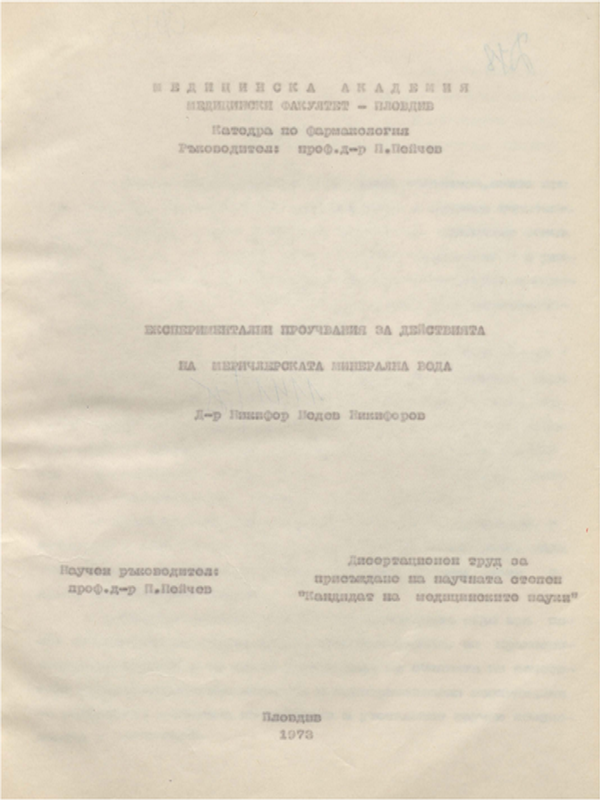 МЕДИЦИНСКА АКАДЕМИЯ
МЕДИЦИНСКИ ФАКУЛТЕТ - ПЛОВДИВ
Катедра по фармакология
Ръководител: проф.д-р П.Пейчев
ЕКСПЕРИМЕНТАЛНИ ПРОУЧВАНИЯ ЗА ДЕЙСТВИЯТА
НА МЕРИЧЛЕРСКАТА МИНЕРАЛНА ВОДА
Д-р Никифор Недев Никифоров
Научен ръководител:
проф.д-р П.Пейчев
Дисертационен труд за
присъждане на научната степен
"Кандидат на медицинските науки"
Пловдив
1973